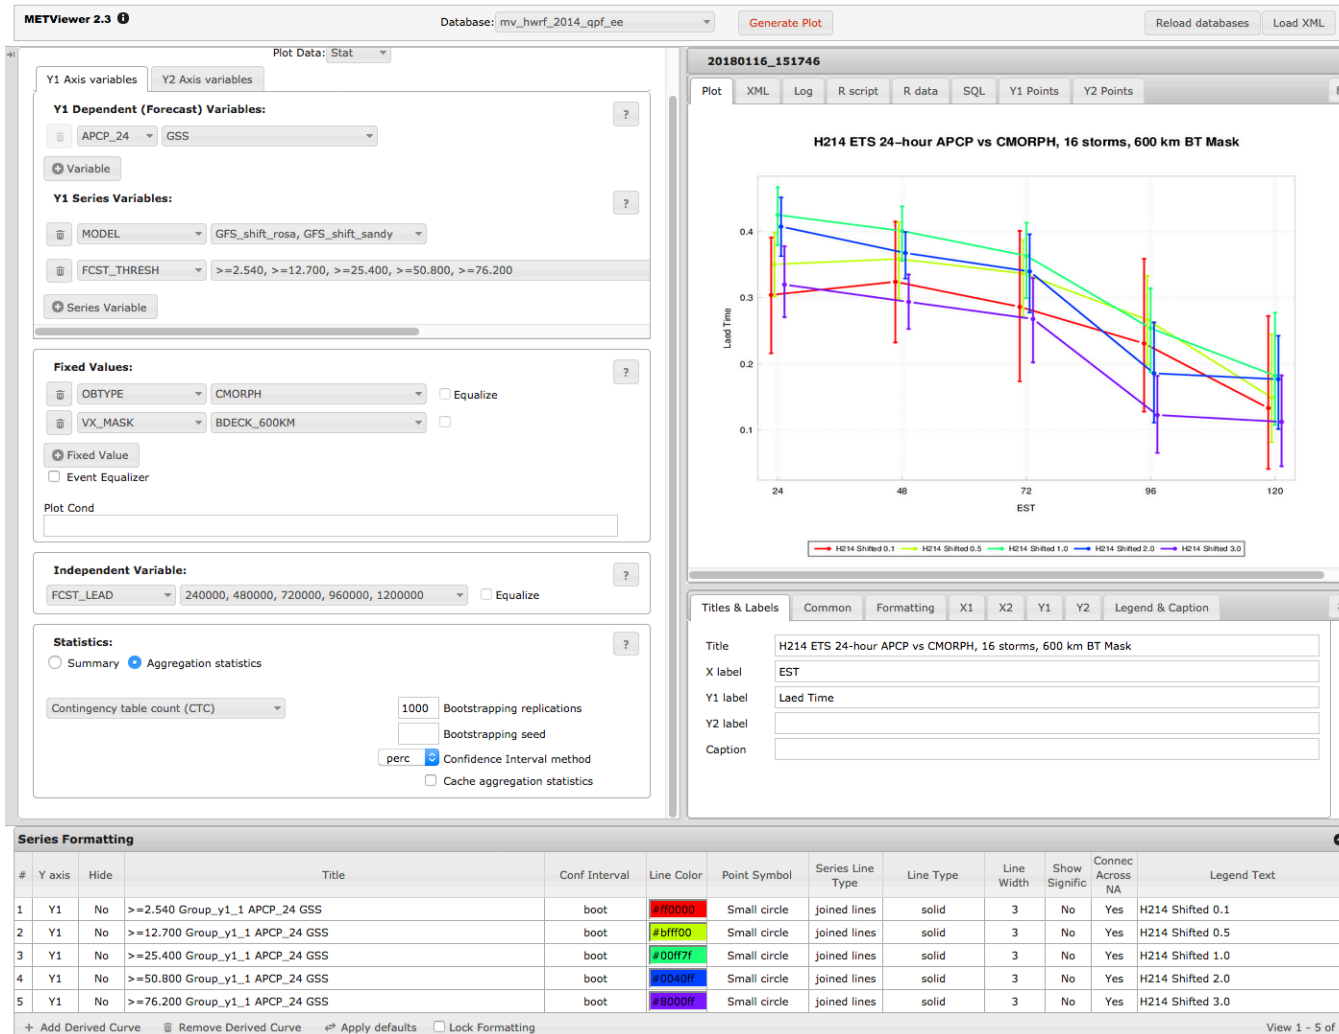 METViewer 2.3
Database: mv_hwrf_2014_qpf_ee
Generate Plot
Reload databases
Load XML
Plot Data: Stat
Y1 Axis variables
Y2 Axis variables
Y1 Dependent (Forecast) Variables:
?
APCP_24 GSS
Variable
Y1 Series Variables:
?
MODEL GFS_shift_rosa, GFS_shift_sandy
FCST_THRESH >=2.540, >=12.700, >=25.400, >=50.800, >=76.200
Series Variable
Fixed Values:
?
OBTYPE CMORPH Equalize
VX_MASK BDECK_600KM
Fixed Value
Event Equalizer
Plot Cond
Independent Variable:
?
FCST_LEAD 240000, 480000, 720000, 960000, 1200000 Equalize
Statistics:
?
Summary Aggregation statistics
Contingency table count (CTC) 1000 Bootstrapping replications
Bootstrapping seed
perc Confidence Interval method
Cache aggregation statistics
20180116_151746
Plot XML Log R script R data SQL Y1 Points Y2 Points
H214 ETS 24-hour APCP vs CMORPH, 16 storms, 600 km BT Mask
0.4
0.3
0.2
0.1
Laed Time
24 48 72 96 120
EST
H214 Shifted 0.1 H214 Shifted 0.5 H214 Shifted 1.0 H214 Shifted 2.0 H214 Shifted 3.0
Titles & Labels Common Formatting X1 X2 Y1 Y2 Legend & Caption
Title H214 ETS 24-hour APCP vs CMORPH, 16 storms, 600 km BT Mask
X label EST
Y1 label Laed Time
Y2 label
Caption
Series Formatting
# Y axis Hide Title Conf Interval Line Color Point Symbol Series Line Type Line Type Line Width Show Signific Connec Across NA Legend Text
1 Y1 No >=2.540 Group_y1_1 APCP_24 GSS boot #ff0000 Small circle joined lines solid 3 No Yes H214 Shifted 0.1
2 Y1 No >=12.700 Group_y1_1 APCP_24 GSS boot #bfff00 Small circle joined lines solid 3 No Yes H214 Shifted 0.5
3 Y1 No >=25.400 Group_y1_1 APCP_24 GSS boot #00ff7f Small circle joined lines solid 3 No Yes H214 Shifted 1.0
4 Y1 No >=50.800 Group_y1_1 APCP_24 GSS boot #0040ff Small circle joined lines solid 3 No Yes H214 Shifted 2.0
5 Y1 No >=76.200 Group_y1_1 APCP_24 GSS boot #8000ff Small circle joined lines solid 3 No Yes H214 Shifted 3.0
+ Add Derived Curve Remove Derived Curve Apply defaults Lock Formatting View 1 - 5 of